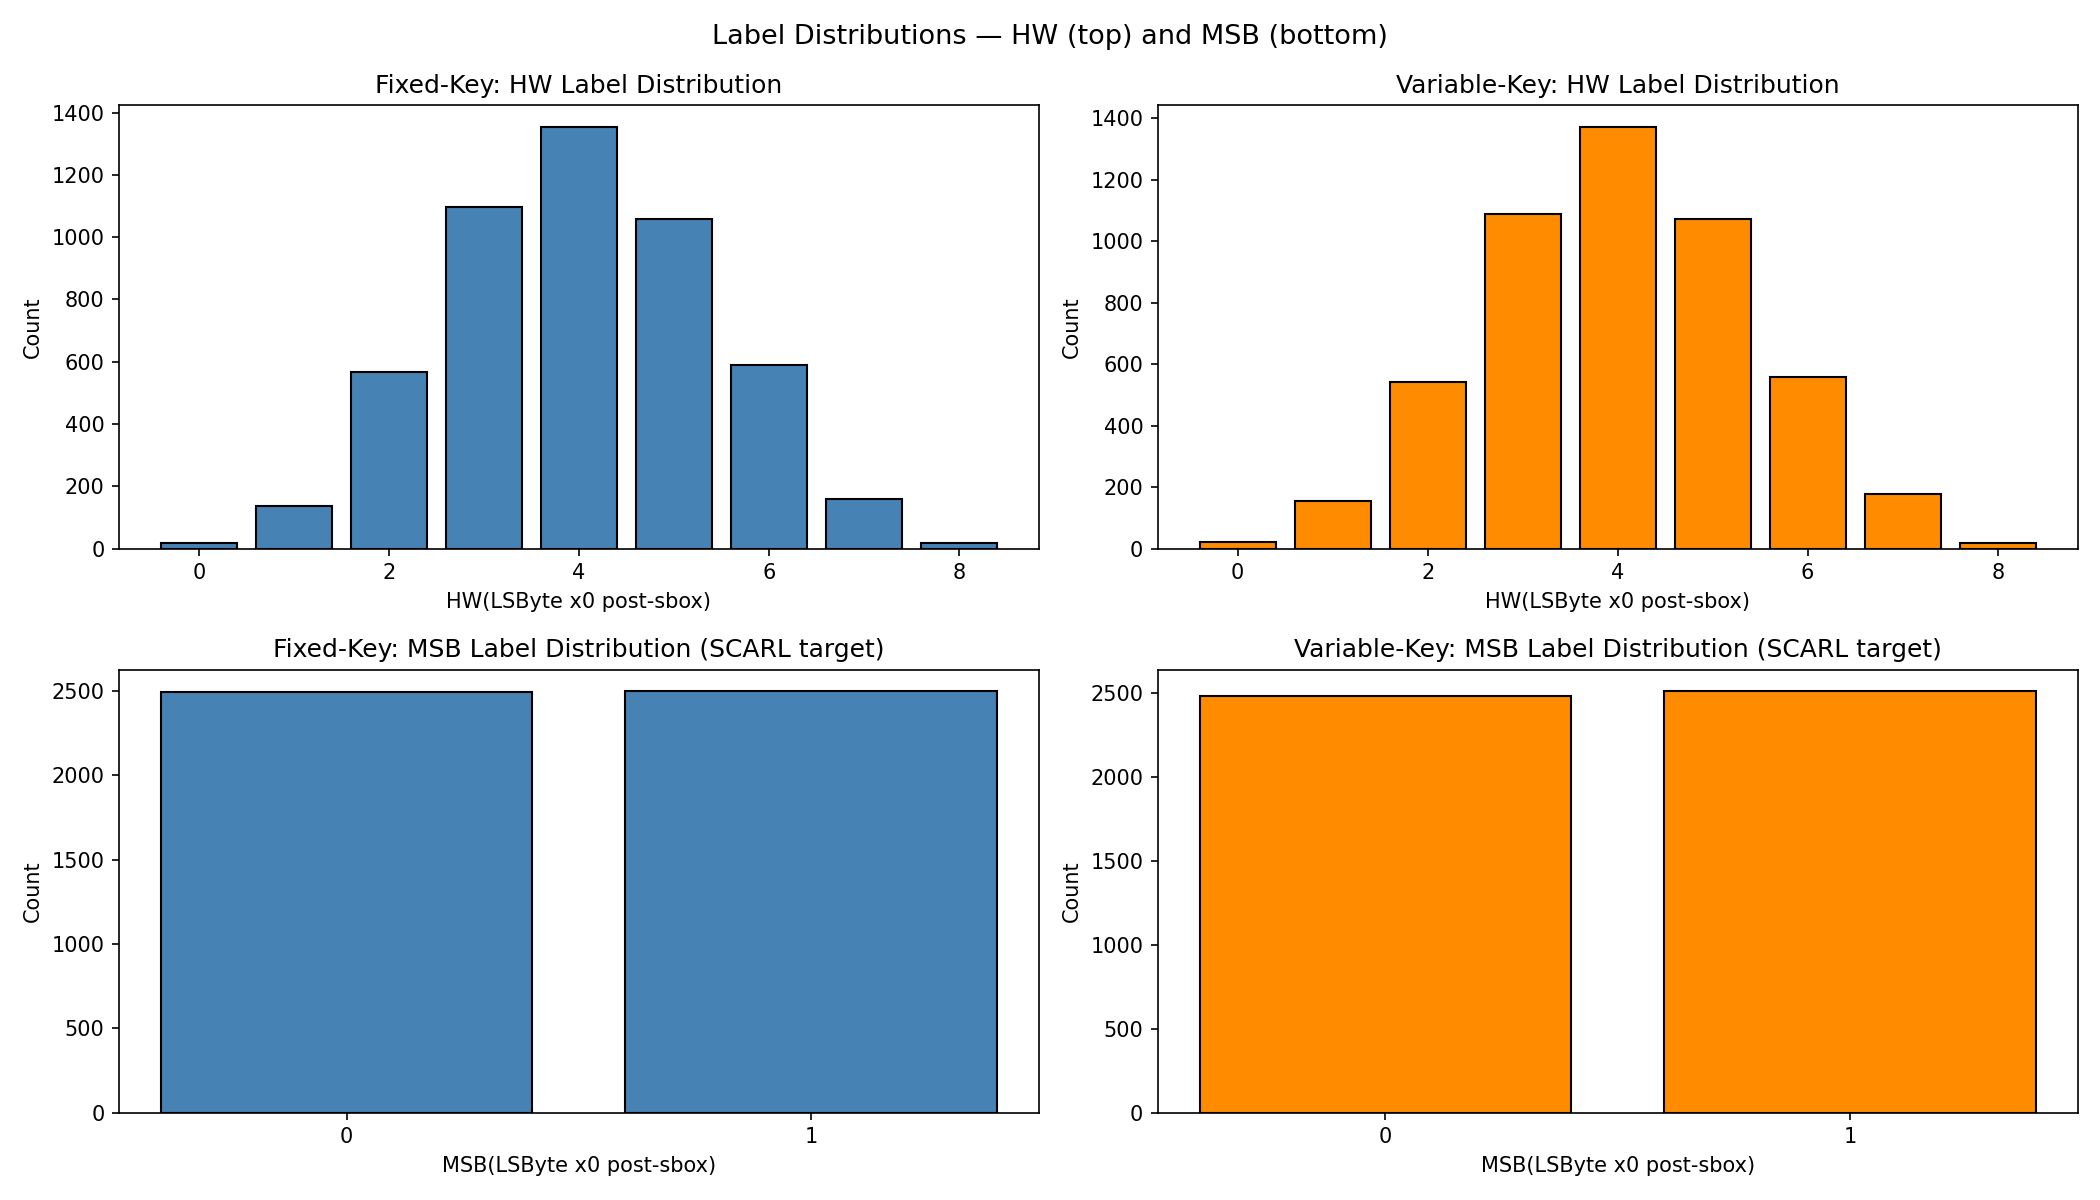 Label Distributions — HW (top) and MSB (bottom)
Fixed-Key: HW Label Distribution
Count
1400
1200
1000
800
600
400
200
0
0 2 4 6 8
HW(LSByte x0 post-sbox)
Variable-Key: HW Label Distribution
Count
1400
1200
1000
800
600
400
200
0
0 2 4 6 8
HW(LSByte x0 post-sbox)
Fixed-Key: MSB Label Distribution (SCARL target)
Count
2500
2000
1500
1000
500
0
0 1
MSB(LSByte x0 post-sbox)
Variable-Key: MSB Label Distribution (SCARL target)
Count
2500
2000
1500
1000
500
0
0 1
MSB(LSByte x0 post-sbox)